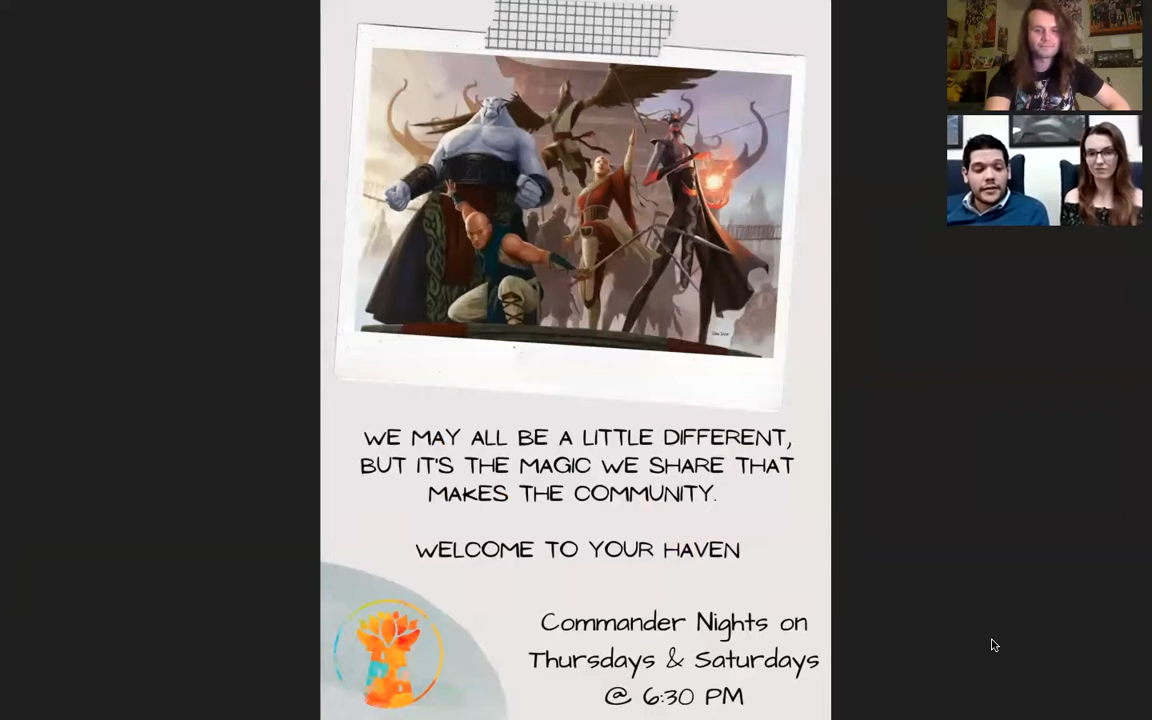 WE MAY ALL BE A LITTLE DIFFERENT,
BUT IT'S THE MAGIC WE SHARE THAT
MAKES THE COMMUNITY.
WELCOME TO YOUR HAVEN
Commander Nights on
Thursdays & Saturdays
@ 6:30 PM